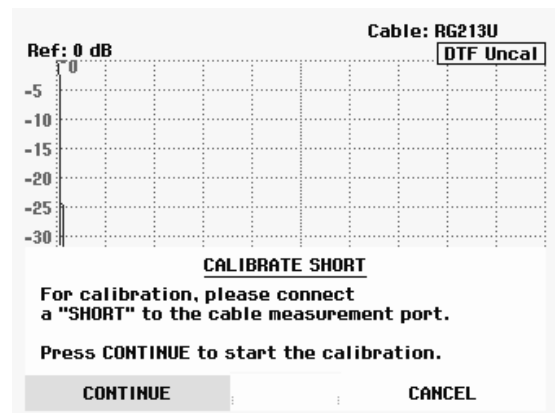 Cable: RG213U
Ref: 0 dB
DTF Uncal
0
-5
-10
-15
-20
-25
-30
CALIBRATE SHORT
For calibration, please connect
a "SHORT" to the cable measurement port.
Press CONTINUE to start the calibration.
CONTINUE CANCEL